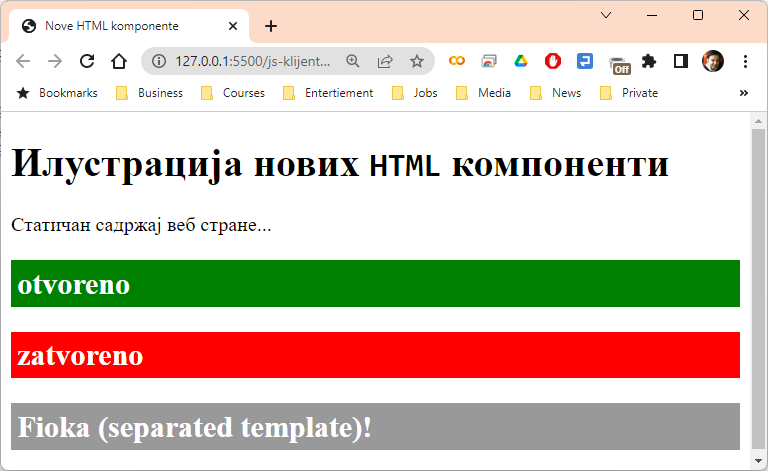 Nove HTML komponente
127.0.0.1:5500/js-klijent...
Off
Bookmarks Business Courses Entertiement Jobs Media News Private »
Илустрација нових HTML компоненти
Статичан садржај веб стране...
otvoreno
zatvoreno
Fioka (separated template)!